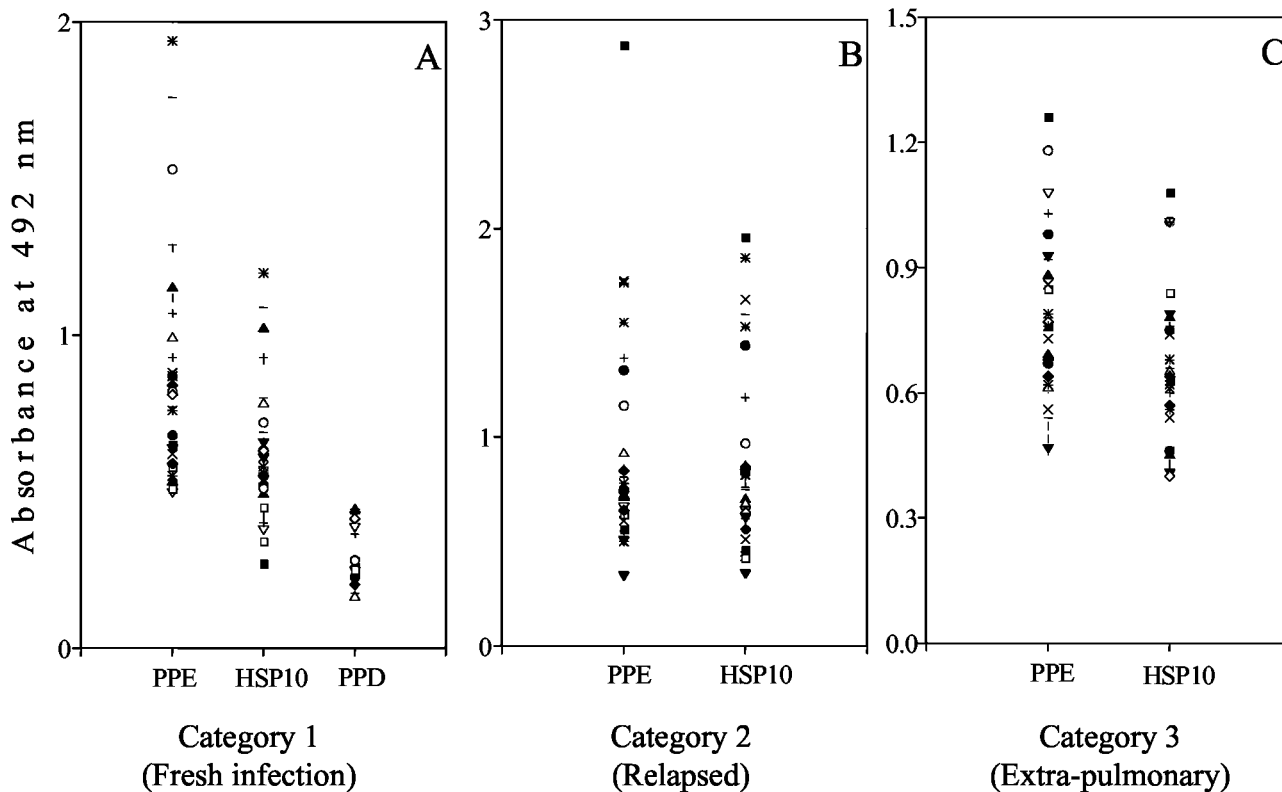 Absorbance at 492 nm
2
1
0
A
PPE HSP10 PPD
Category 1
(Fresh infection)
3
2
1
0
B
PPE HSP10
Category 2
(Relapsed)
1.5
1.2
0.9
0.6
0.3
0.0
C
PPE HSP10
Category 3
(Extra-pulmonary)